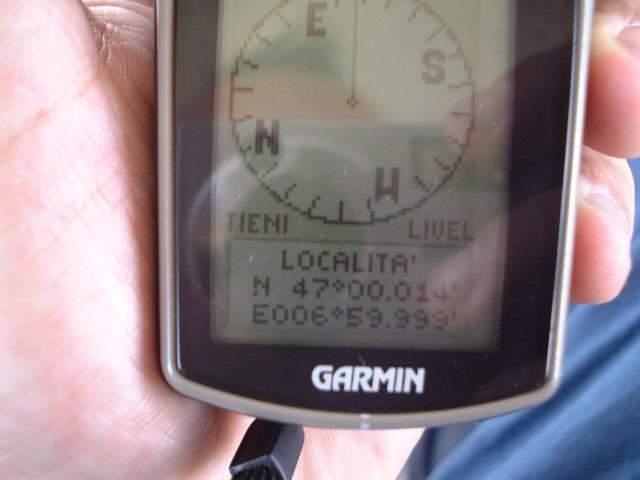 E
S
N
W
TIENI LIVEL
LOCALITA'
N 47°00.014'
E006°59.999'
GARMIN